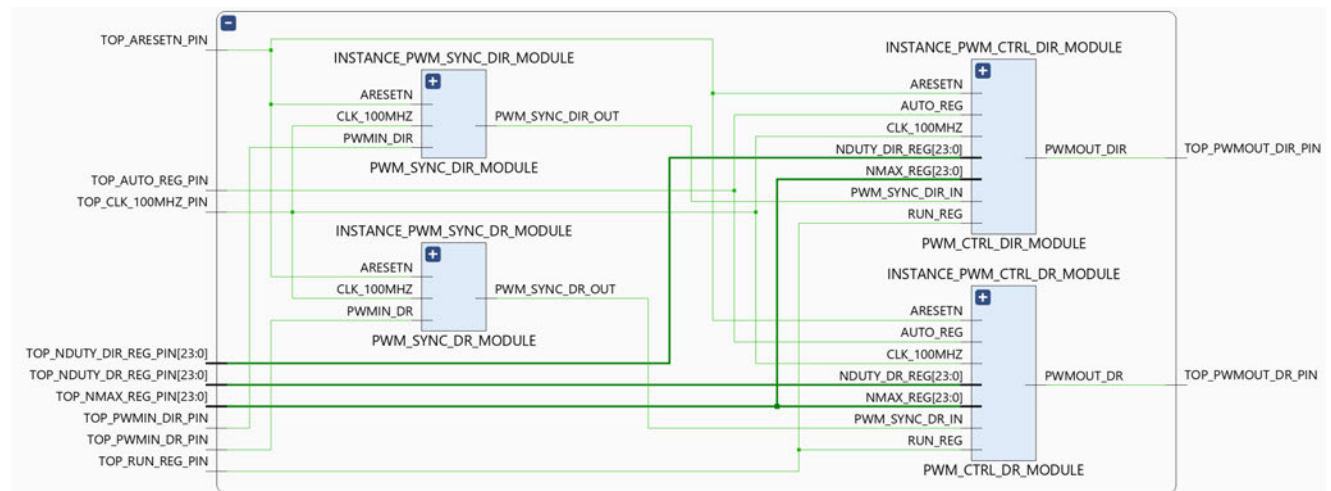 TOP_ARESETN_PIN
TOP_AUTO_REG_PIN
TOP_CLK_100MHZ_PIN
TOP_NDUTY_DIR_REG_PIN[23:0]
TOP_NDUTY_DR_REG_PIN[23:0]
TOP_NMAX_REG_PIN[23:0]
TOP_PWMIN_DIR_PIN
TOP_PWMIN_DR_PIN
TOP_RUN_REG_PIN
INSTANCE_PWM_SYNC_DIR_MODULE
ARESETN
CLK_100MHZ
PWMIN_DIR
PWM_SYNC_DIR_OUT
PWM_SYNC_DIR_MODULE
INSTANCE_PWM_SYNC_DR_MODULE
ARESETN
CLK_100MHZ
PWMIN_DR
PWM_SYNC_DR_OUT
PWM_SYNC_DR_MODULE
INSTANCE_PWM_CTRL_DIR_MODULE
ARESETN
AUTO_REG
CLK_100MHZ
NDUTY_DIR_REG[23:0]
NMAX_REG[23:0]
PWM_SYNC_DIR_IN
RUN_REG
PWMOUT_DIR
PWM_CTRL_DIR_MODULE
INSTANCE_PWM_CTRL_DR_MODULE
ARESETN
AUTO_REG
CLK_100MHZ
NDUTY_DR_REG[23:0]
NMAX_REG[23:0]
PWM_SYNC_DR_IN
RUN_REG
PWMOUT_DR
PWM_CTRL_DR_MODULE
TOP_PWMOUT_DIR_PIN
TOP_PWMOUT_DR_PIN